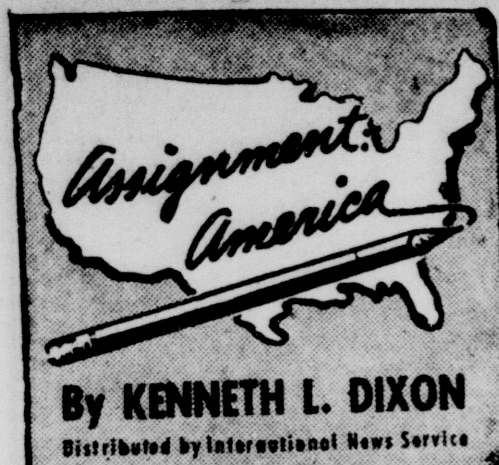 Assignment:
America
By KENNETH L. DIXON
Distributed by International News Service